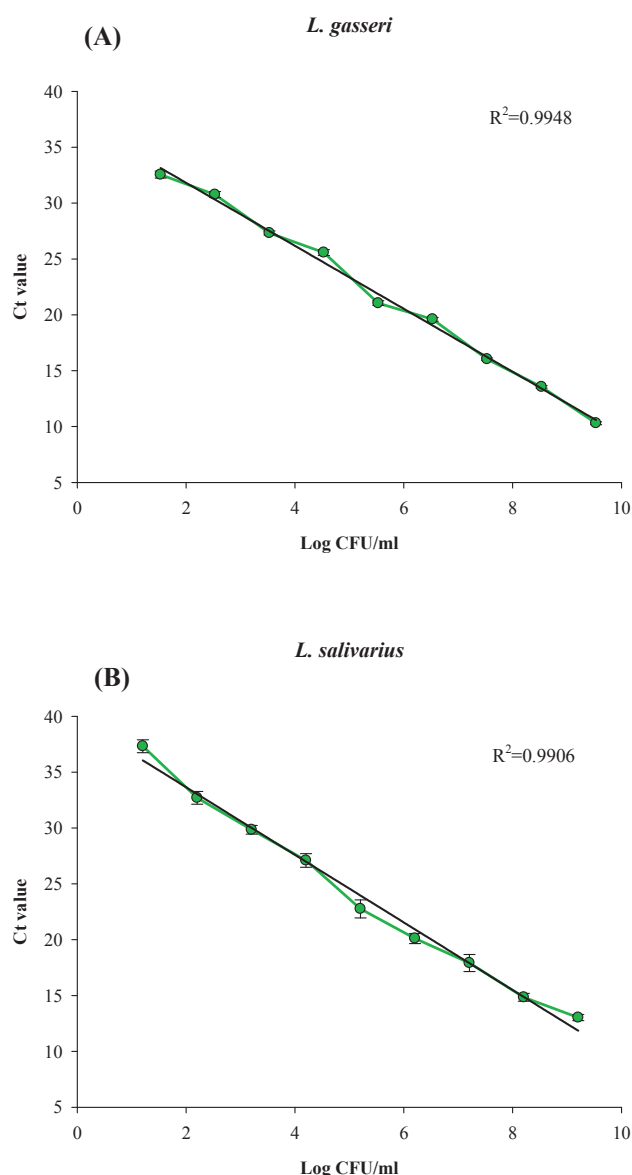 (A)
L. gasseri
R²=0.9948
40
35
30
25
20
15
10
5
Ct value
0 2 4 6 8 10
Log CFU/ml
L. salivarius
(B)
R²=0.9906
40
35
30
25
20
15
10
5
Ct value
0 2 4 6 8 10
Log CFU/ml